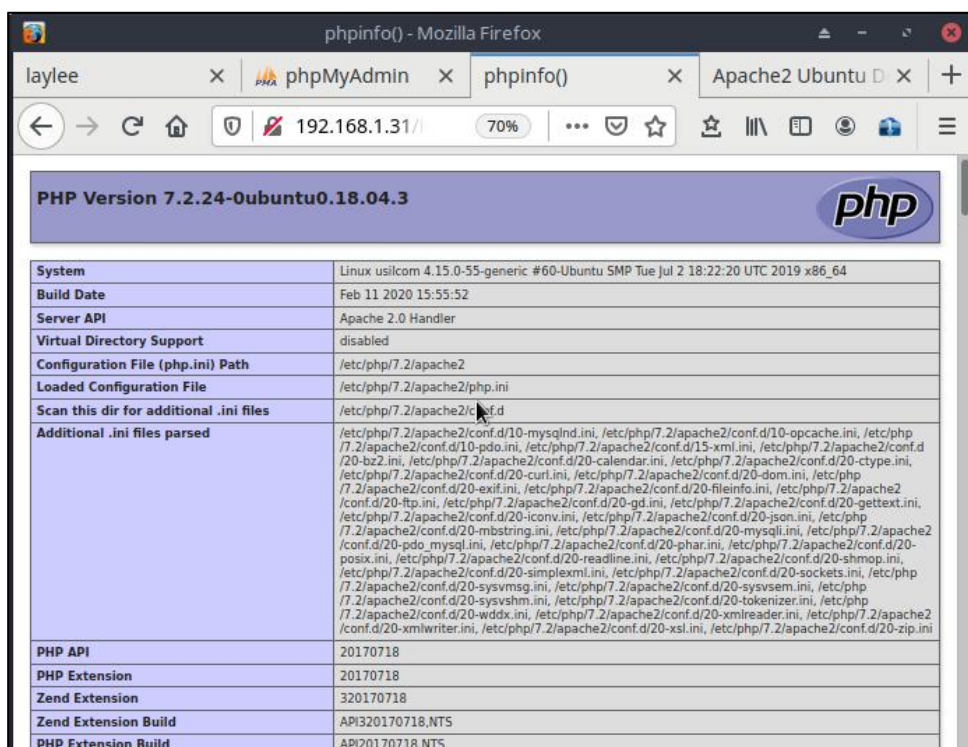 phpinfo() - Mozilla Firefox
laylee phpMyAdmin phpinfo() Apache2 Ubuntu D
192.168.1.31/ 70%
PHP Version 7.2.24-0ubuntu0.18.04.3
php
System Linux usilcom 4.15.0-55-generic #60-Ubuntu SMP Tue Jul 2 18:22:20 UTC 2019 x86_64
Build Date Feb 11 2020 15:55:52
Server API Apache 2.0 Handler
Virtual Directory Support disabled
Configuration File (php.ini) Path /etc/php/7.2/apache2
Loaded Configuration File /etc/php/7.2/apache2/php.ini
Scan this dir for additional .ini files /etc/php/7.2/apache2/
Additional .ini files parsed /etc/php/7.2/apache2/conf.d/10-mysqlnd.ini, /etc/php/7.2/apache2/conf.d/10-opcache.ini, /etc/php
/7.2/apache2/conf.d/10-pdo.ini, /etc/php/7.2/apache2/conf.d/15-xml.ini, /etc/php/7.2/apache2/conf.d
/20-bz2.ini, /etc/php/7.2/apache2/conf.d/20-calendar.ini, /etc/php/7.2/apache2/conf.d/20-ctype.ini,
/etc/php/7.2/apache2/conf.d/20-curl.ini, /etc/php/7.2/apache2/conf.d/20-dom.ini, /etc/php
/7.2/apache2/conf.d/20-exif.ini, /etc/php/7.2/apache2/conf.d/20-fileinfo.ini, /etc/php/7.2/apache2
/conf.d/20-ftp.ini, /etc/php/7.2/apache2/conf.d/20-gd.ini, /etc/php/7.2/apache2/conf.d/20-gettext.ini,
/etc/php/7.2/apache2/conf.d/20-iconv.ini, /etc/php/7.2/apache2/conf.d/20-json.ini, /etc/php
/7.2/apache2/conf.d/20-mbstring.ini, /etc/php/7.2/apache2/conf.d/20-mysqli.ini, /etc/php/7.2/apache2
/conf.d/20-pdo_mysql.ini, /etc/php/7.2/apache2/conf.d/20-phar.ini, /etc/php/7.2/apache2/conf.d/20-
posix.ini, /etc/php/7.2/apache2/conf.d/20-readline.ini, /etc/php/7.2/apache2/conf.d/20-shmop.ini,
/etc/php/7.2/apache2/conf.d/20-simplexml.ini, /etc/php/7.2/apache2/conf.d/20-sockets.ini, /etc/php
/7.2/apache2/conf.d/20-sysvmsg.ini, /etc/php/7.2/apache2/conf.d/20-sysvsem.ini, /etc/php
/7.2/apache2/conf.d/20-sysvshm.ini, /etc/php/7.2/apache2/conf.d/20-tokenizer.ini, /etc/php
/7.2/apache2/conf.d/20-wddx.ini, /etc/php/7.2/apache2/conf.d/20-xmlreader.ini, /etc/php/7.2/apache2
/conf.d/20-xmlwriter.ini, /etc/php/7.2/apache2/conf.d/20-xsl.ini, /etc/php/7.2/apache2/conf.d/20-zip.ini
PHP API 20170718
PHP Extension 20170718
Zend Extension 320170718
Zend Extension Build API320170718,NTS
PHP Extension Build API20170718,NTS